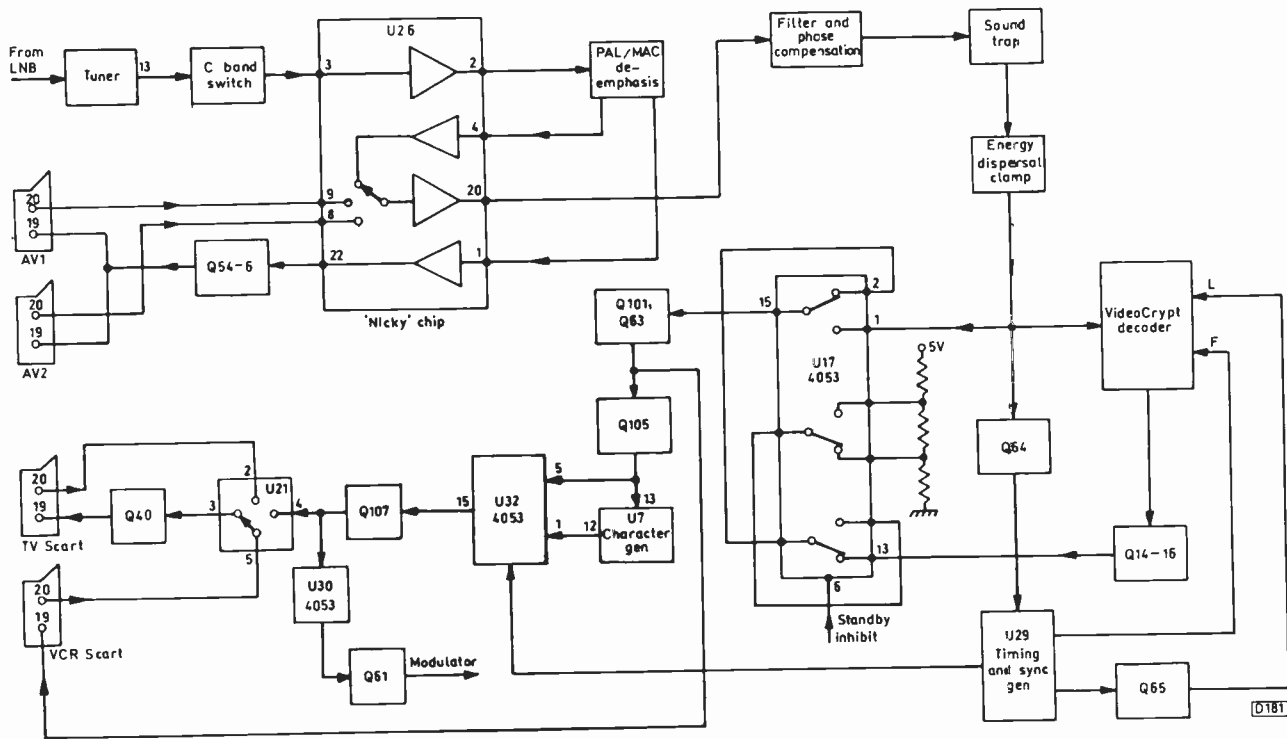 From
LNB
Tuner
13
C band
switch
U26
3
2
PAL/MAC
de-
emphasis
4
9
8
20
22
1
'Nicky' chip
Filter and
phase
compensation
Sound
trap
Energy
dispersal
clamp
20
19
AV1
20
19
AV2
Q54-6
Q101,
Q63
15
2
1
U17
4053
5V
13
6
Standby
inhibit
VideoCrypt
decoder
L
F
Q64
Q14-16
Q105
5
13
U7
Character
gen
12
1
U32
4053
15
Q107
4
U21
2
3
5
Q40
20
19
TV Scart
20
19
VCR Scart
U30
4053
Q61
Modulator
U29
Timing
and sync
gen
Q65
D181